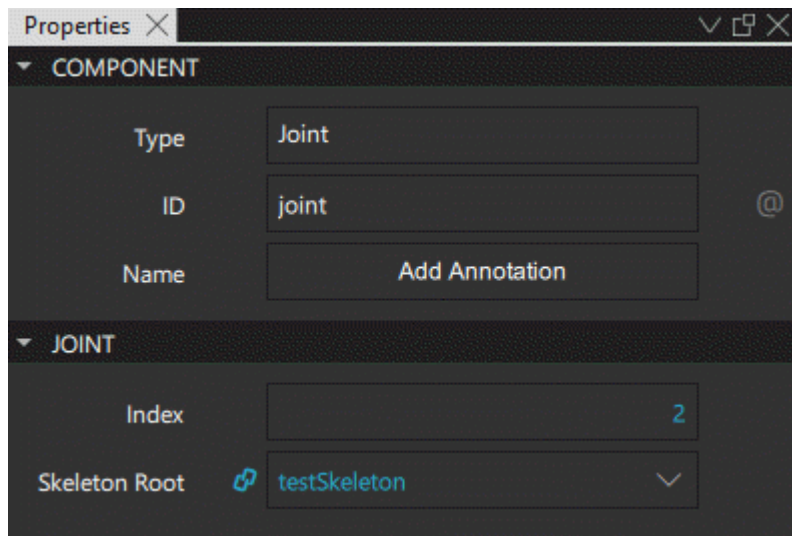 Properties
COMPONENT
Type Joint
ID joint @
Name Add Annotation
JOINT
Index 2
Skeleton Root testSkeleton